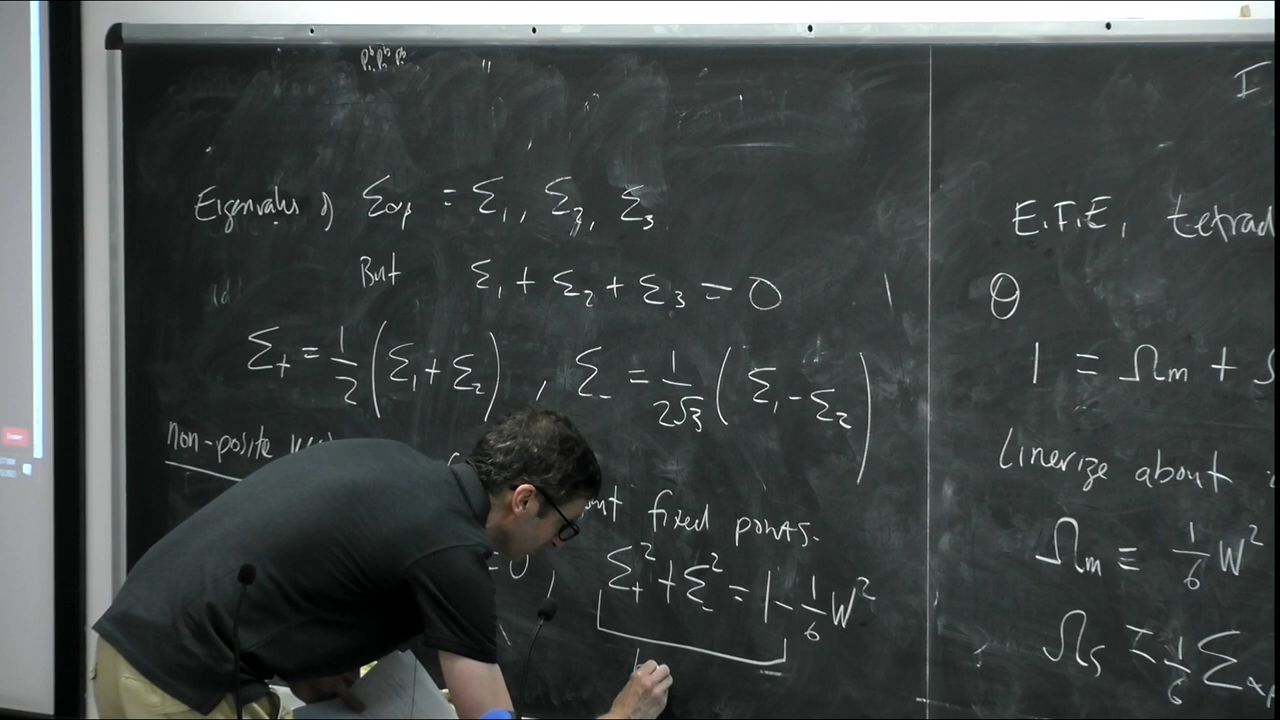 Eigenvalues of Σαβ = Σ₁, Σ₂, Σ₃.
But Σ₁ + Σ₂ + Σ₃ = 0
Σ₊ = 1/2 (Σ₁ + Σ₂), Σ₋ = 1/(2√3) (Σ₁ - Σ₂)
non-posite
fixed points.
= 0, Σ₊² + Σ₋² = 1 - 1/6 W²
I
E.F.E, tetrad
θ
1 = Ωm +
Linerize about
Ωm = 1/6 W²
Ωs = 1/6 Σαβ